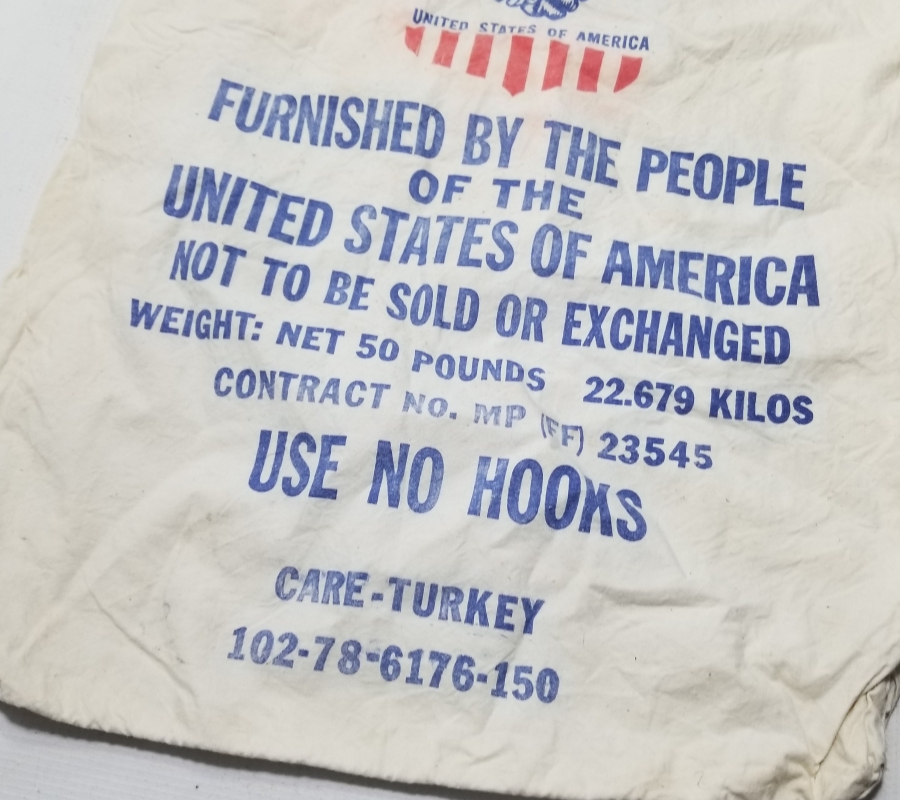 UNITED STATES OF AMERICA
FURNISHED BY THE PEOPLE
OF THE
UNITED STATES OF AMERICA
NOT TO BE SOLD OR EXCHANGED
WEIGHT: NET 50 POUNDS 22.679 KILOS
CONTRACT NO. MP (FF) 23545
USE NO HOOKS
CARE-TURKEY
102-78-6176-150